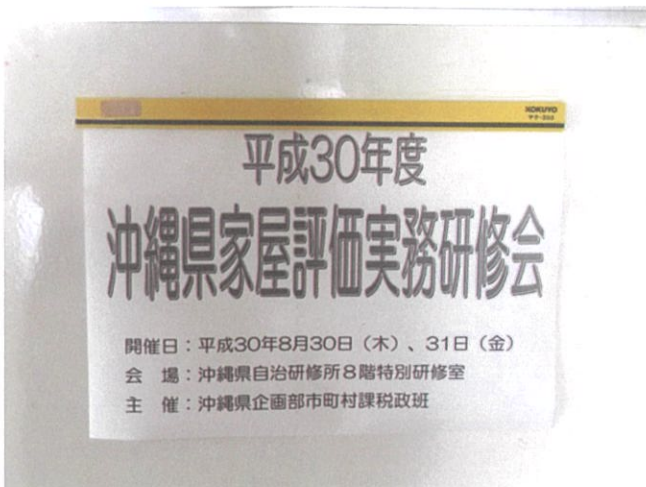 KOKUYO
平成30年度
沖縄県家屋評価実務研修会
開催日：平成30年8月30日（木）、31日（金）
会　場：沖縄県自治研修所8階特別研修室
主　催：沖縄県企画部市町村課税政班